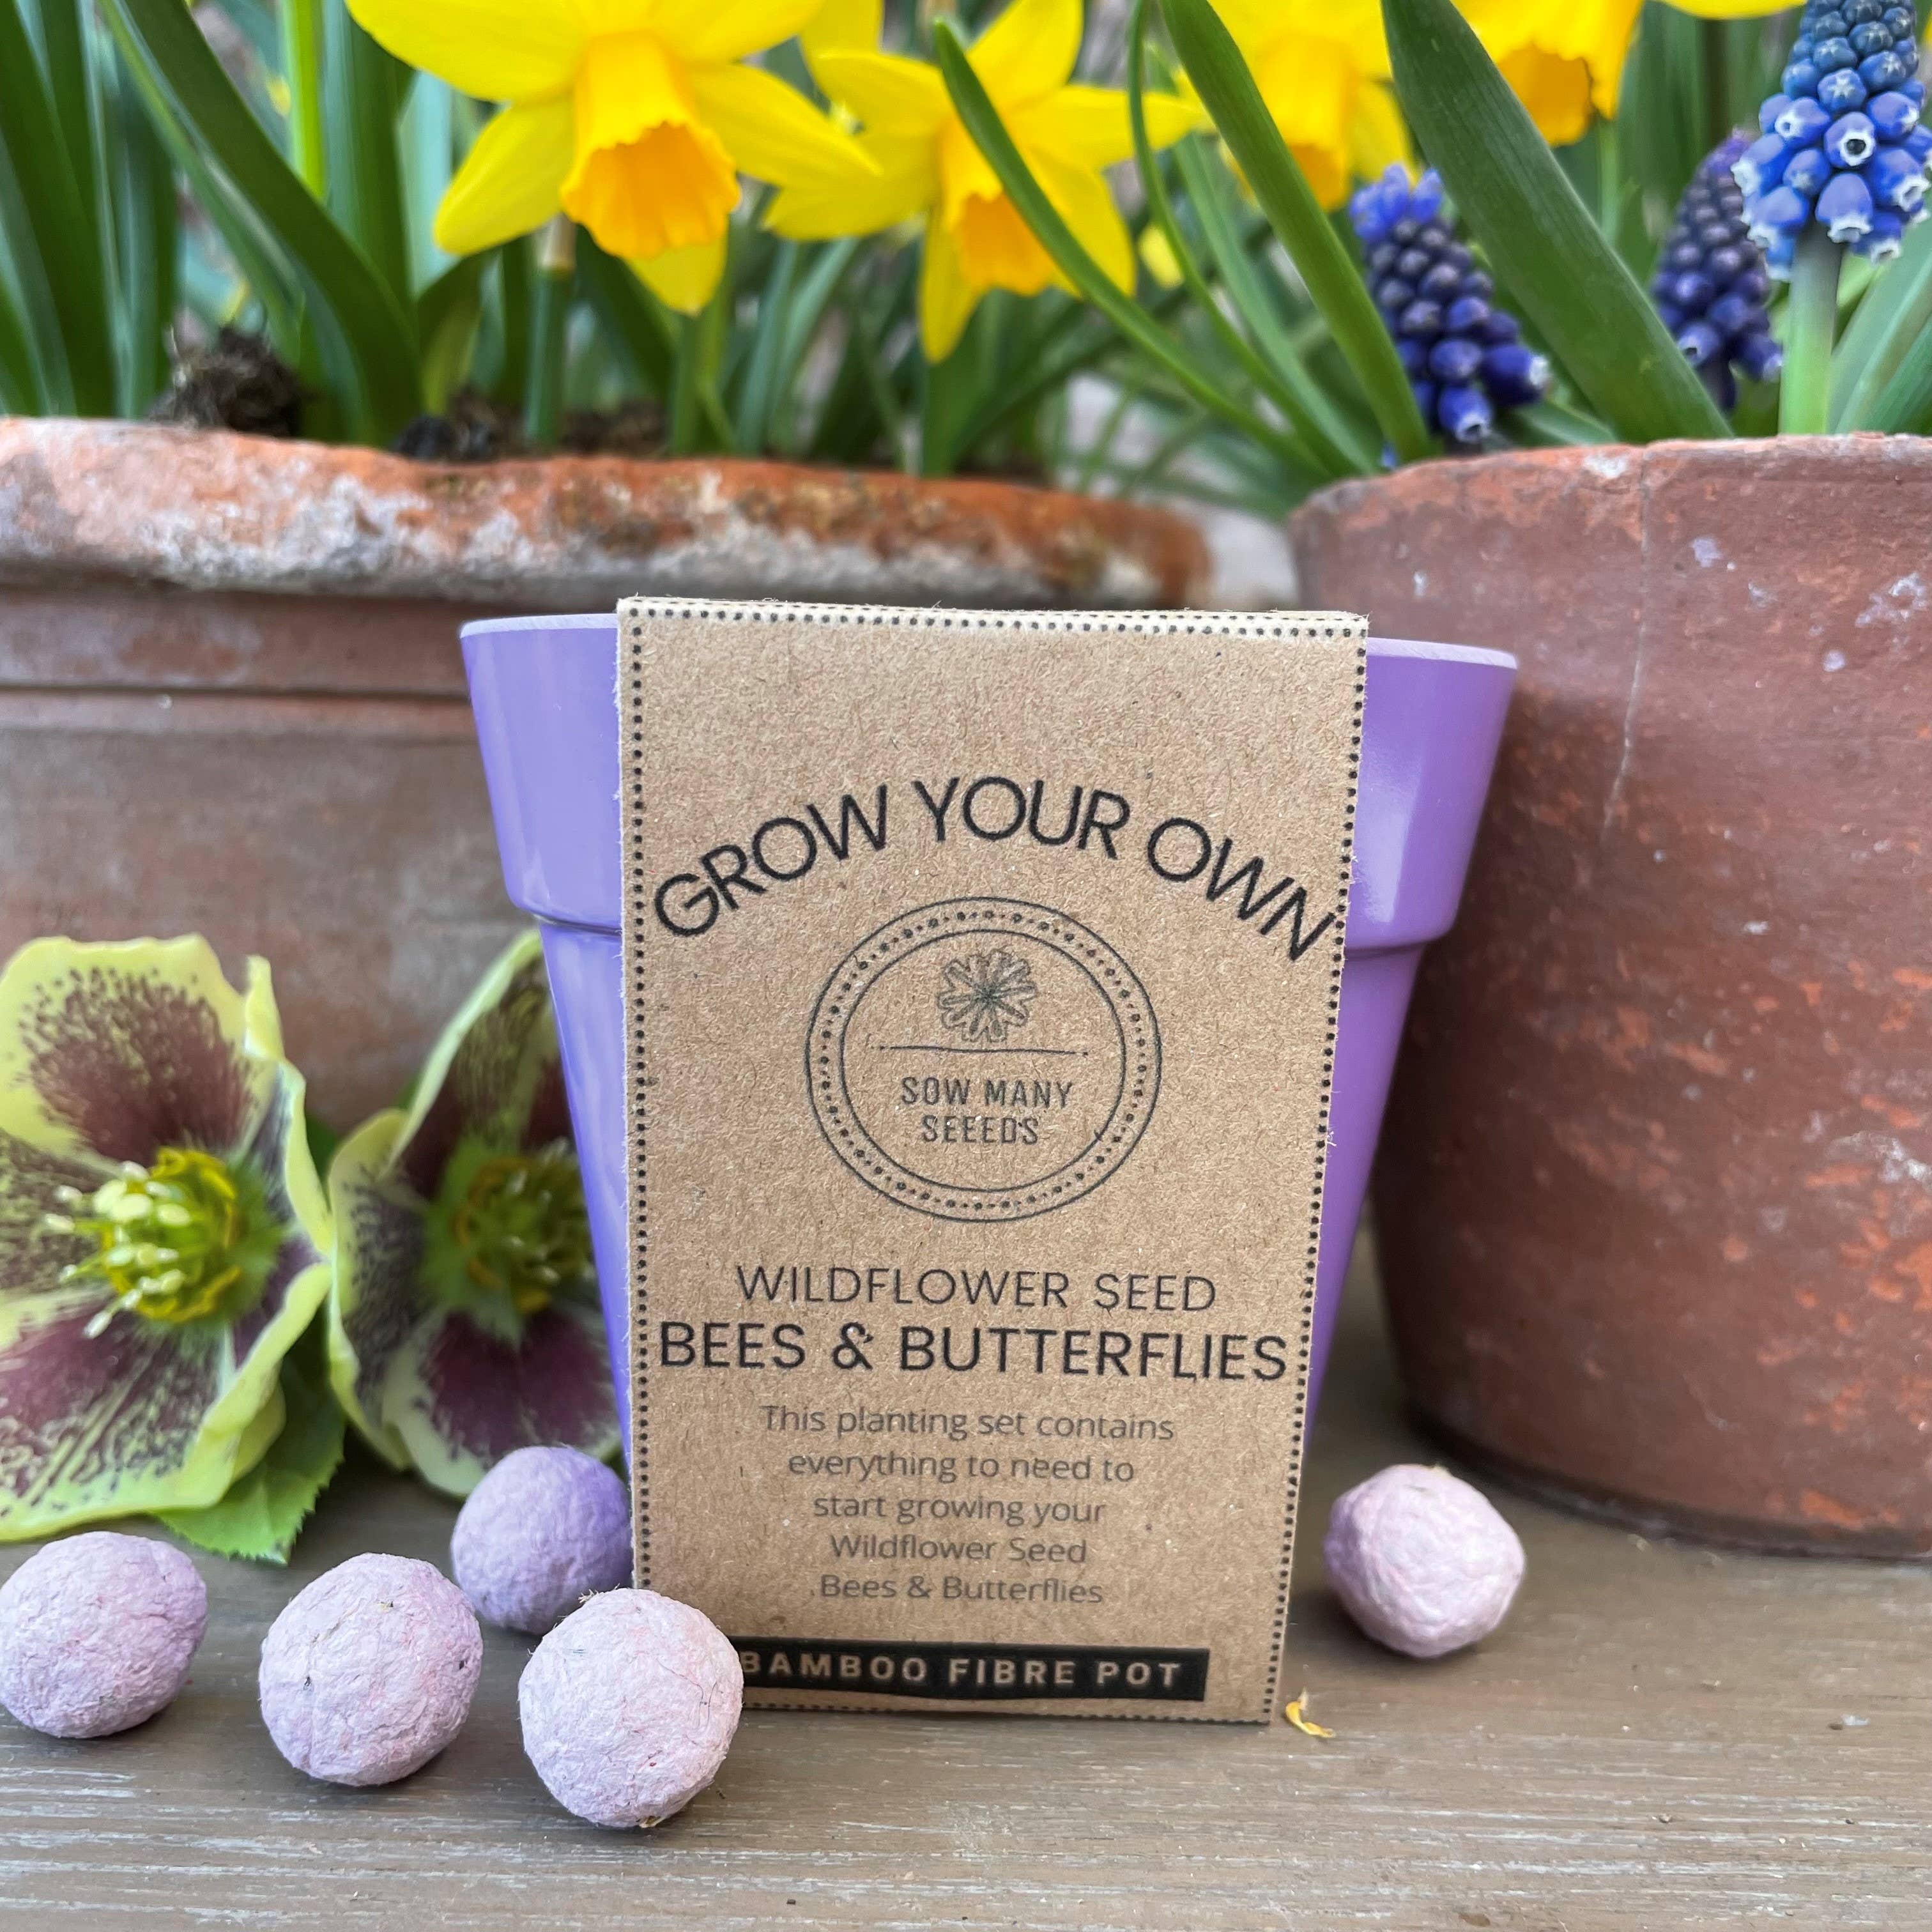 GROW YOUR OWN
SOW MANY
SEEEDS
WILDFLOWER SEED
BEES & BUTTERFLIES
This planting set contains
everything to need to
start growing your
Wildflower Seed
Bees & Butterflies
BAMBOO FIBRE POT